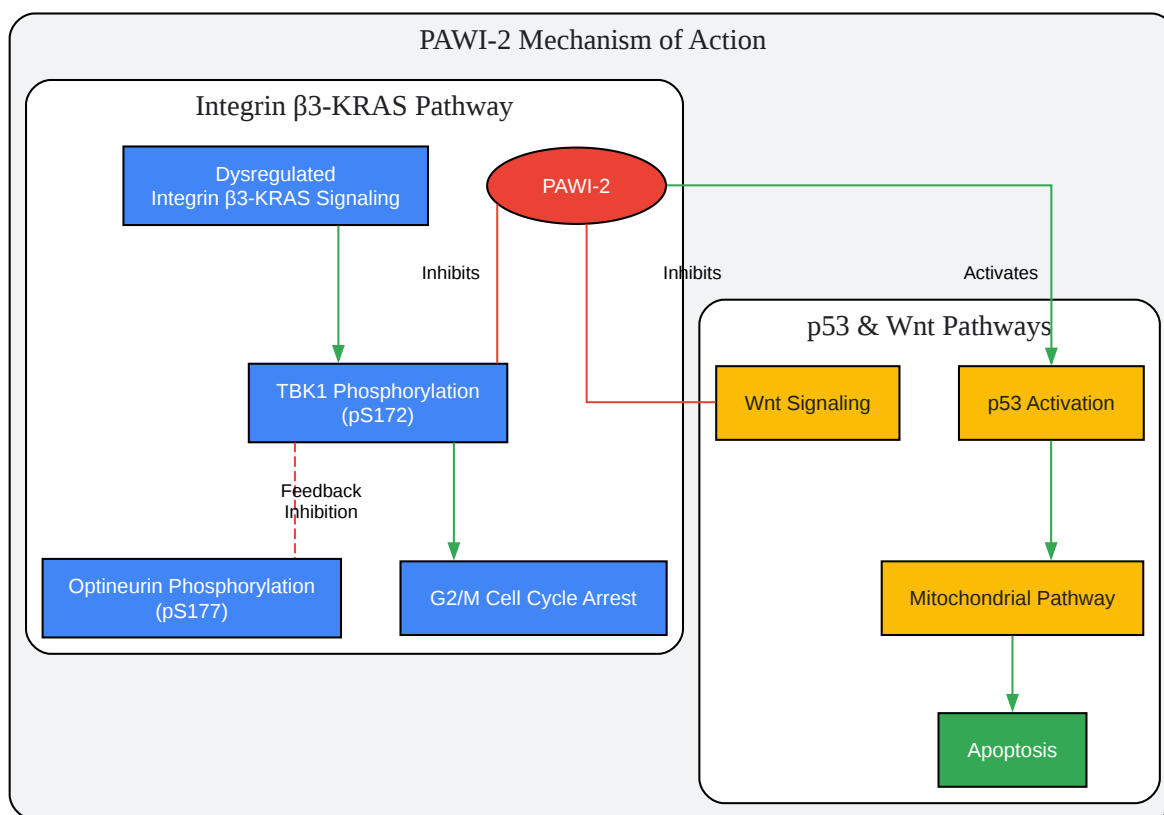 PAWI-2 Mechanism of Action
Integrin β3-KRAS Pathway
Dysregulated
Integrin β3-KRAS Signaling
PAWI-2
Inhibits
Inhibits
Activates
p53 & Wnt Pathways
TBK1 Phosphorylation
(pS172)
Wnt Signaling
p53 Activation
Feedback
Inhibition
Optineurin Phosphorylation
(pS177)
G2/M Cell Cycle Arrest
Mitochondrial Pathway
Apoptosis